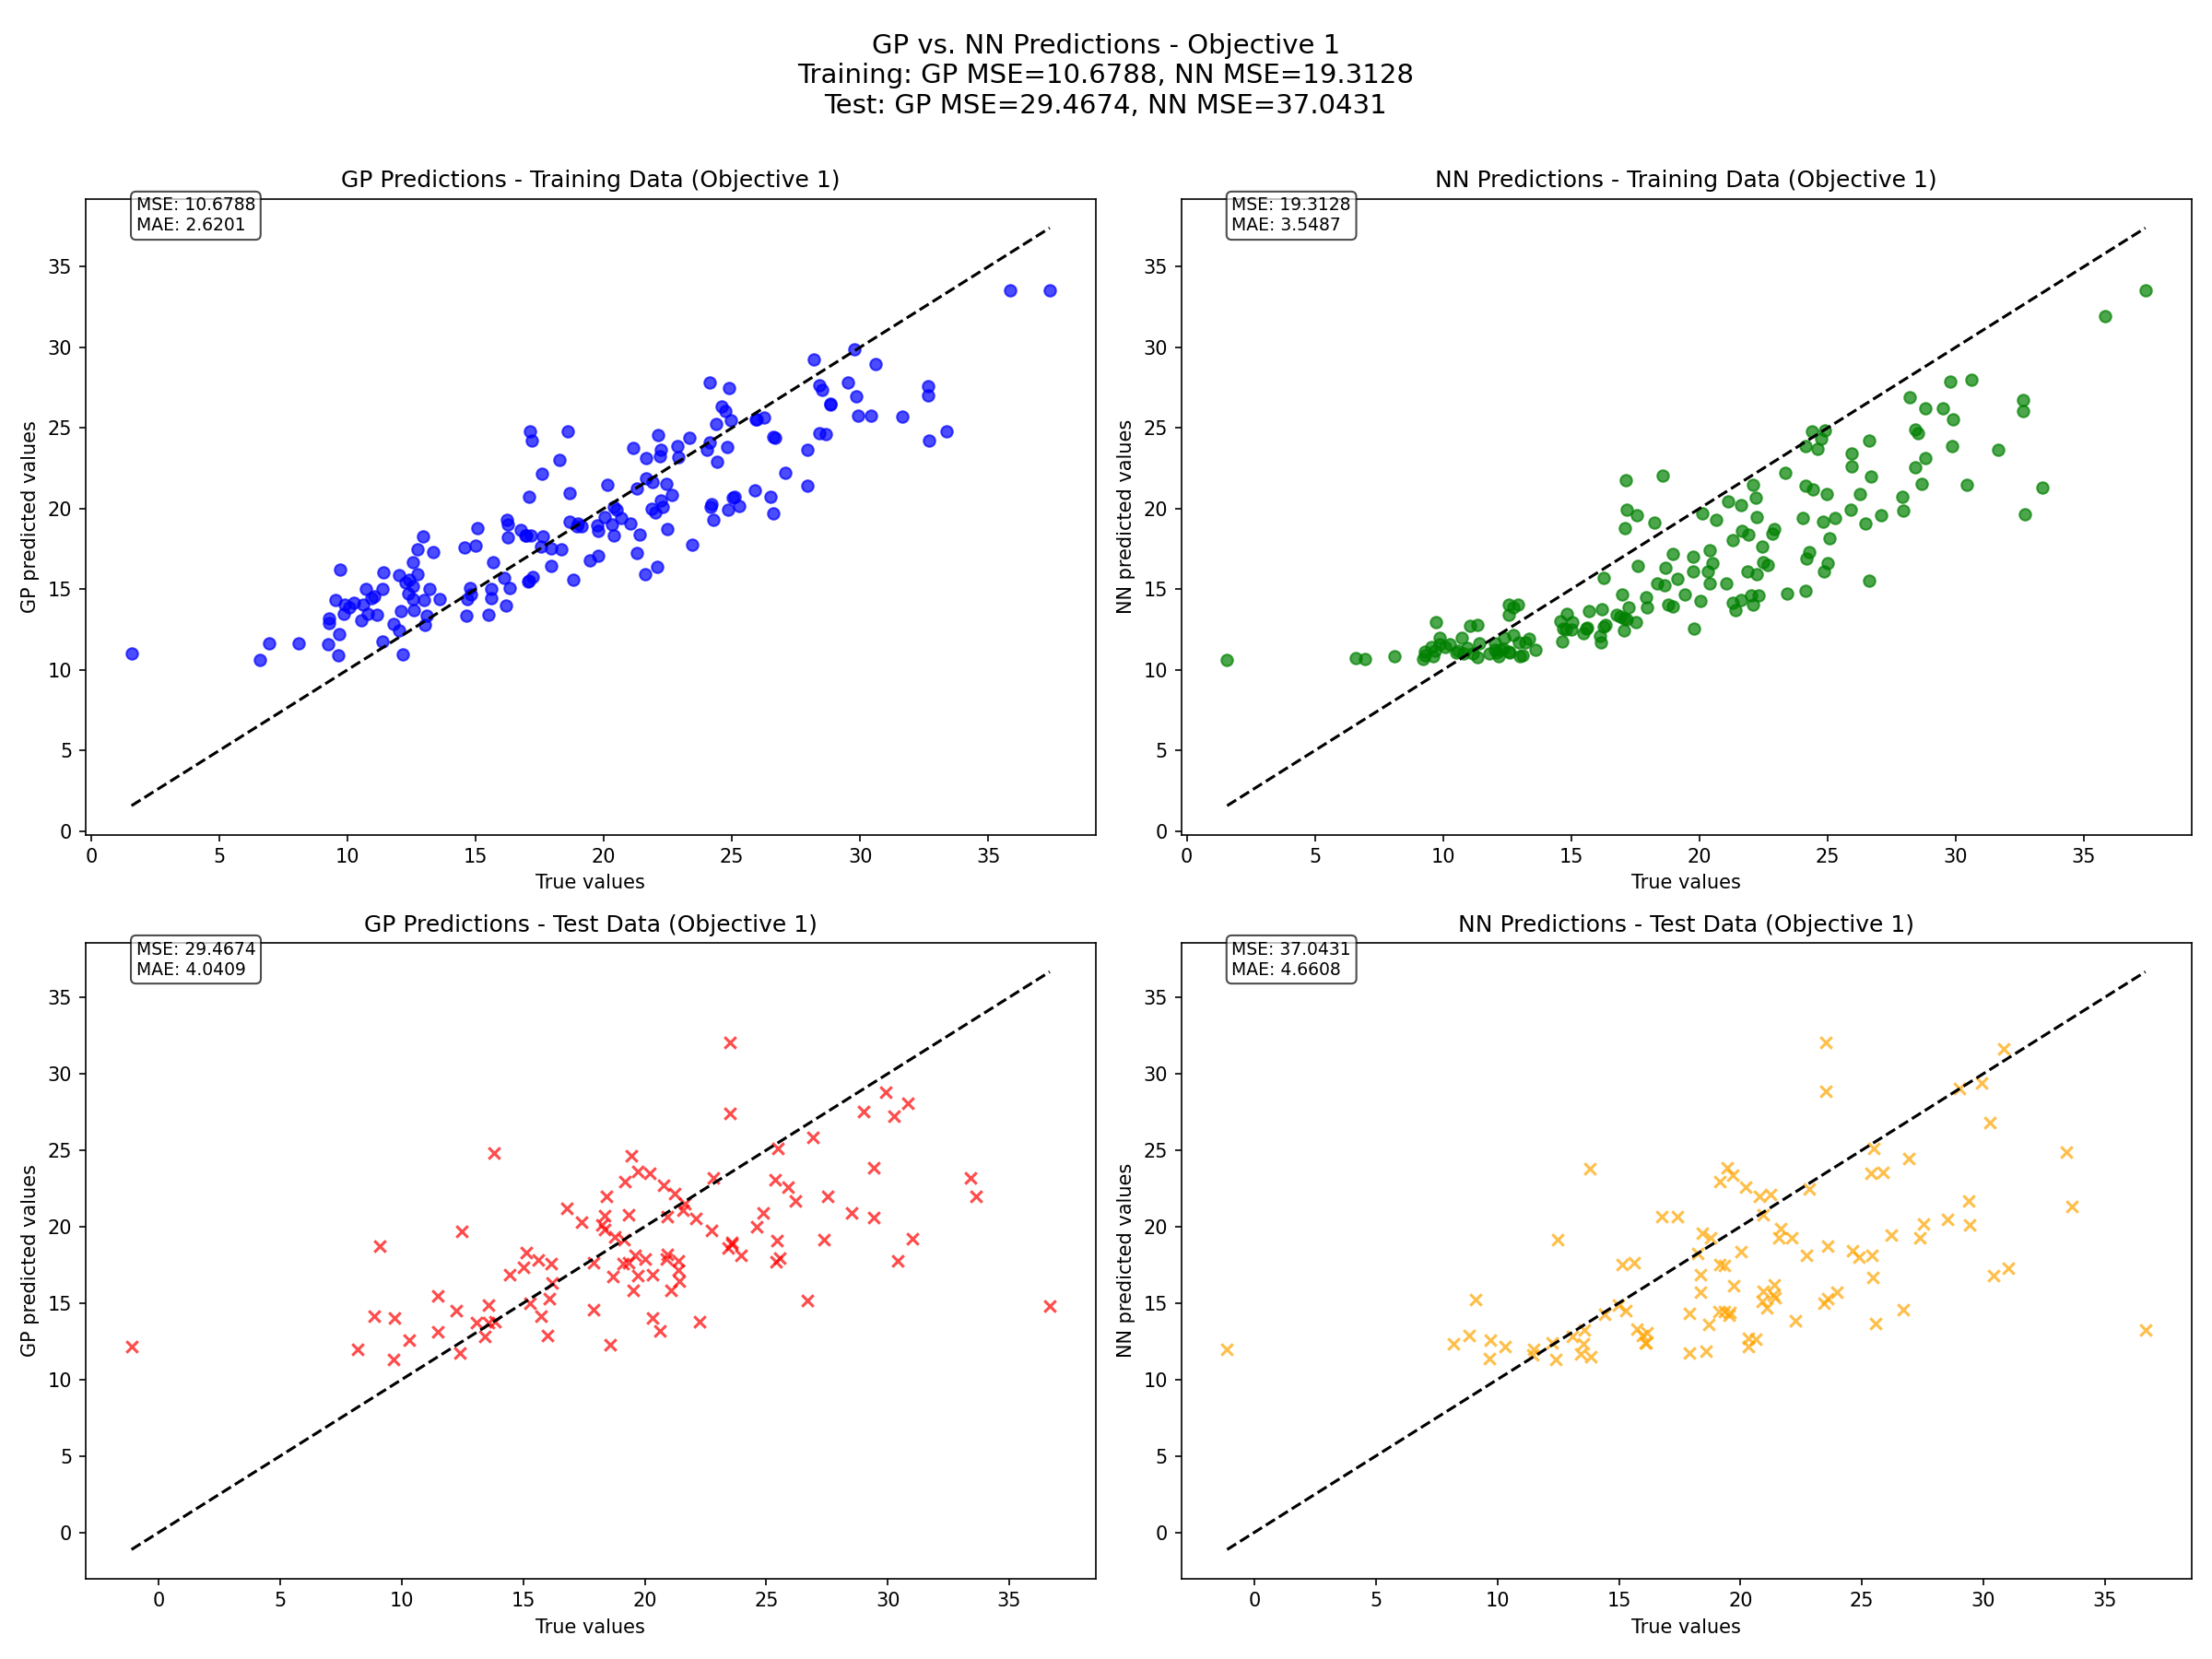 GP vs. NN Predictions - Objective 1
Training: GP MSE=10.6788, NN MSE=19.3128
Test: GP MSE=29.4674, NN MSE=37.0431
GP Predictions - Training Data (Objective 1)
MSE: 10.6788
MAE: 2.6201
GP predicted values
35
30
25
20
15
10
5
0
0 5 10 15 20 25 30 35
True values
NN Predictions - Training Data (Objective 1)
MSE: 19.3128
MAE: 3.5487
NN predicted values
35
30
25
20
15
10
5
0
0 5 10 15 20 25 30 35
True values
GP Predictions - Test Data (Objective 1)
MSE: 29.4674
MAE: 4.0409
GP predicted values
35
30
25
20
15
10
5
0
0 5 10 15 20 25 30 35
True values
NN Predictions - Test Data (Objective 1)
MSE: 37.0431
MAE: 4.6608
NN predicted values
35
30
25
20
15
10
5
0
0 5 10 15 20 25 30 35
True values